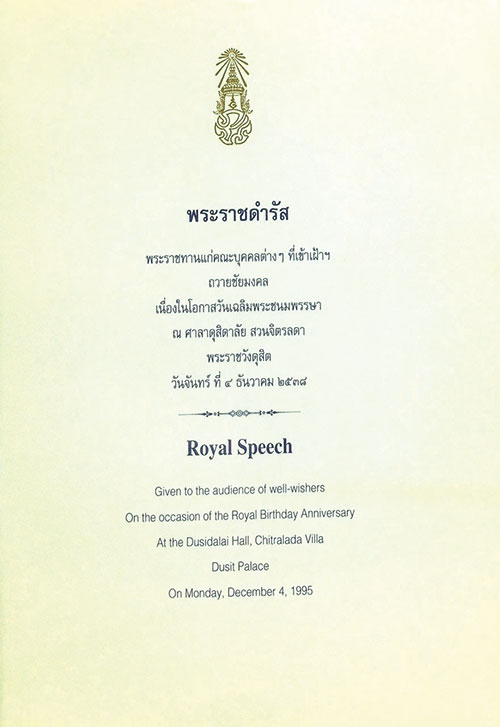 พระราชดำรัส
พระราชทานแก่คณะบุคคลต่างๆ ที่เข้าเฝ้าฯ
ถวายชัยมงคล
เนื่องในโอกาสวันเฉลิมพระชนมพรรษา
ณ ศาลาดุสิดาลัย สวนจิตรลดา
พระราชวังดุสิต
วันจันทร์ ที่ ๔ ธันวาคม ๒๕๓๘
Royal Speech
Given to the audience of well-wishers
On the occasion of the Royal Birthday Anniversary
At the Dusidalai Hall, Chitralada Villa
Dusit Palace
On Monday, December 4, 1995